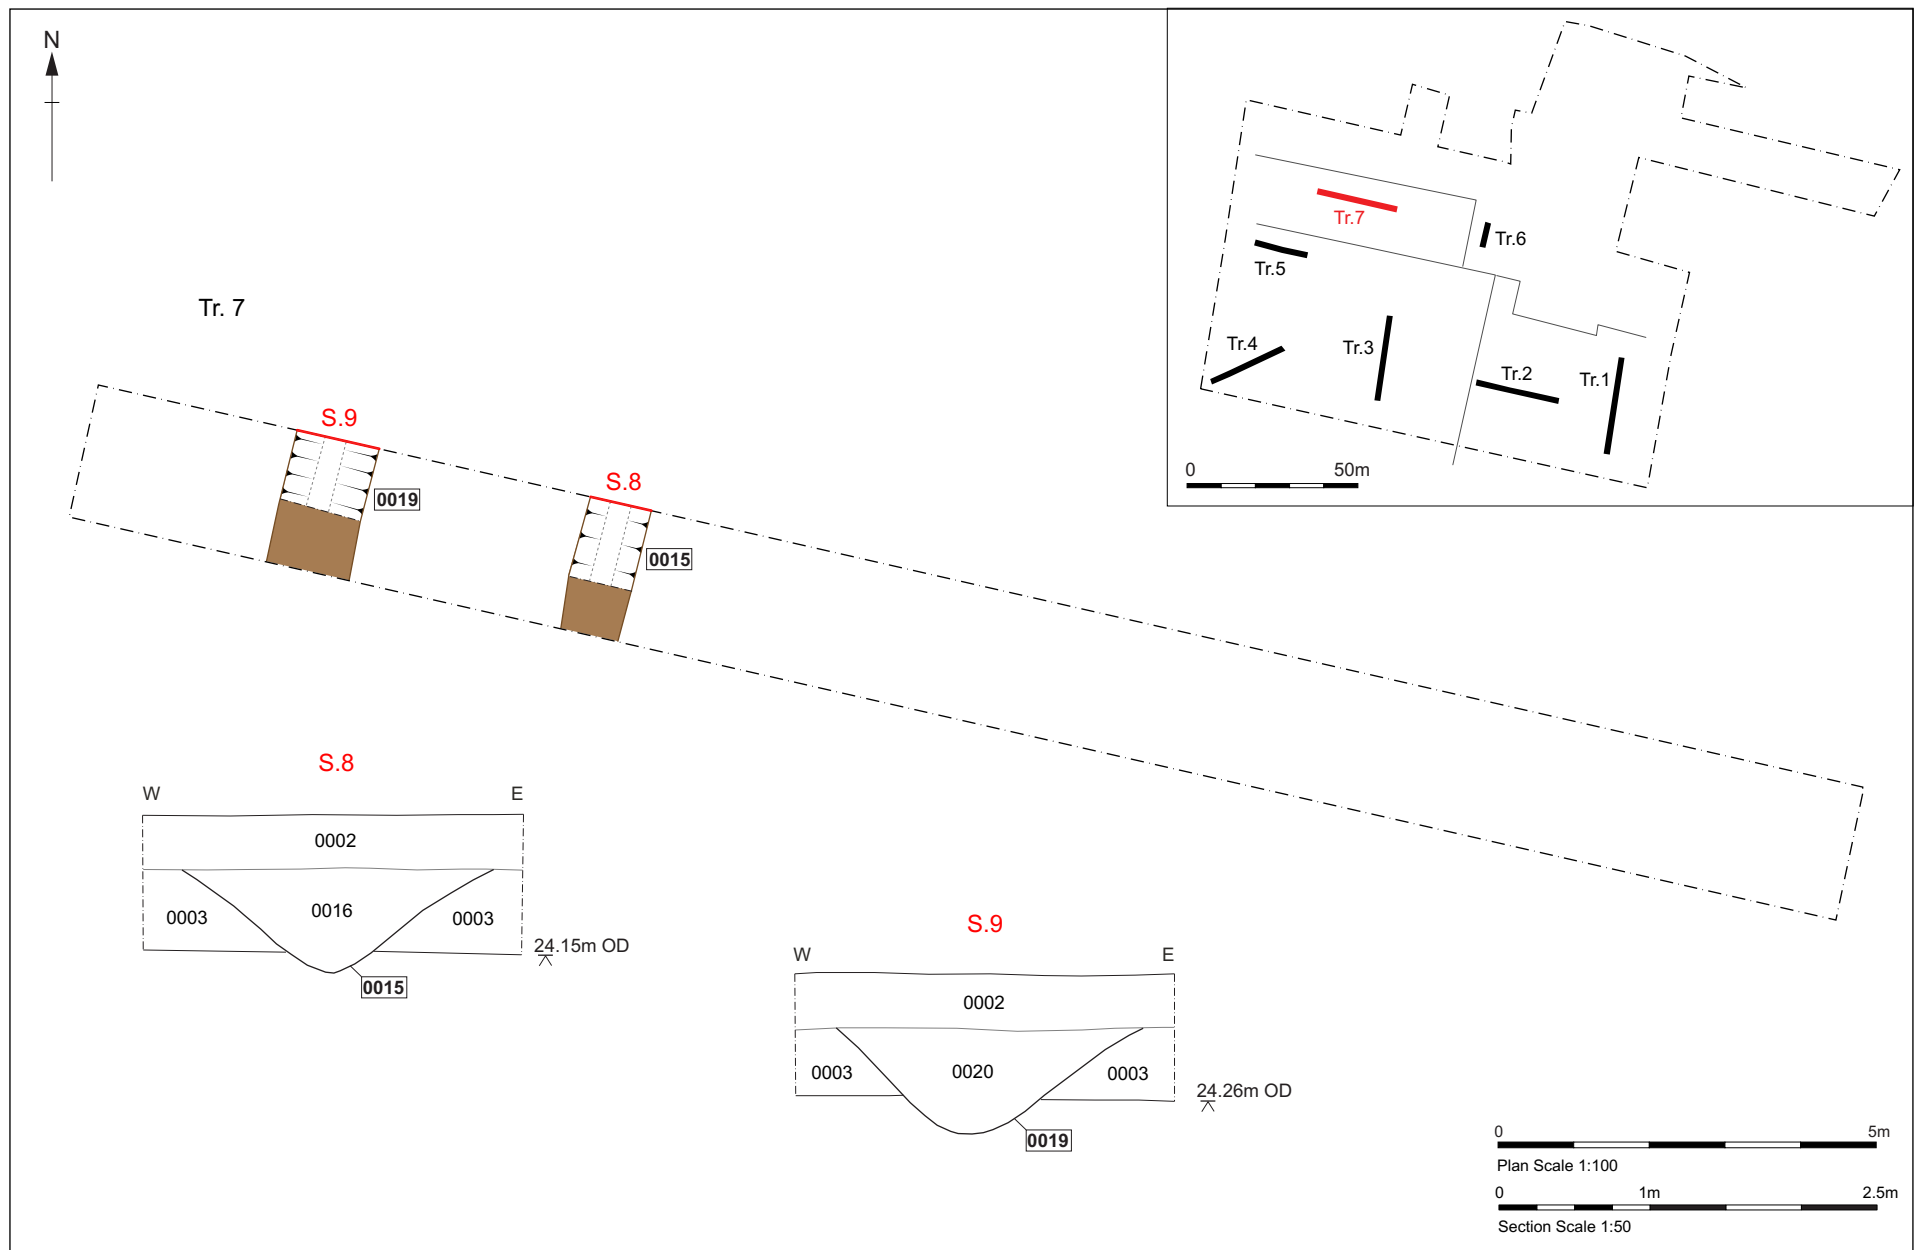 N
Tr. 7
S.9
0019
S.8
0015
Tr.7
Tr.6
Tr.5
Tr.4
Tr.3
Tr.2
Tr.1
0 50m
S.8
W E
0002
0003 0016 0003
24.15m OD
0015
S.9
W E
0002
0003 0020 0003
24.26m OD
0019
0 5m
Plan Scale 1:100
0 1m 2.5m
Section Scale 1:50